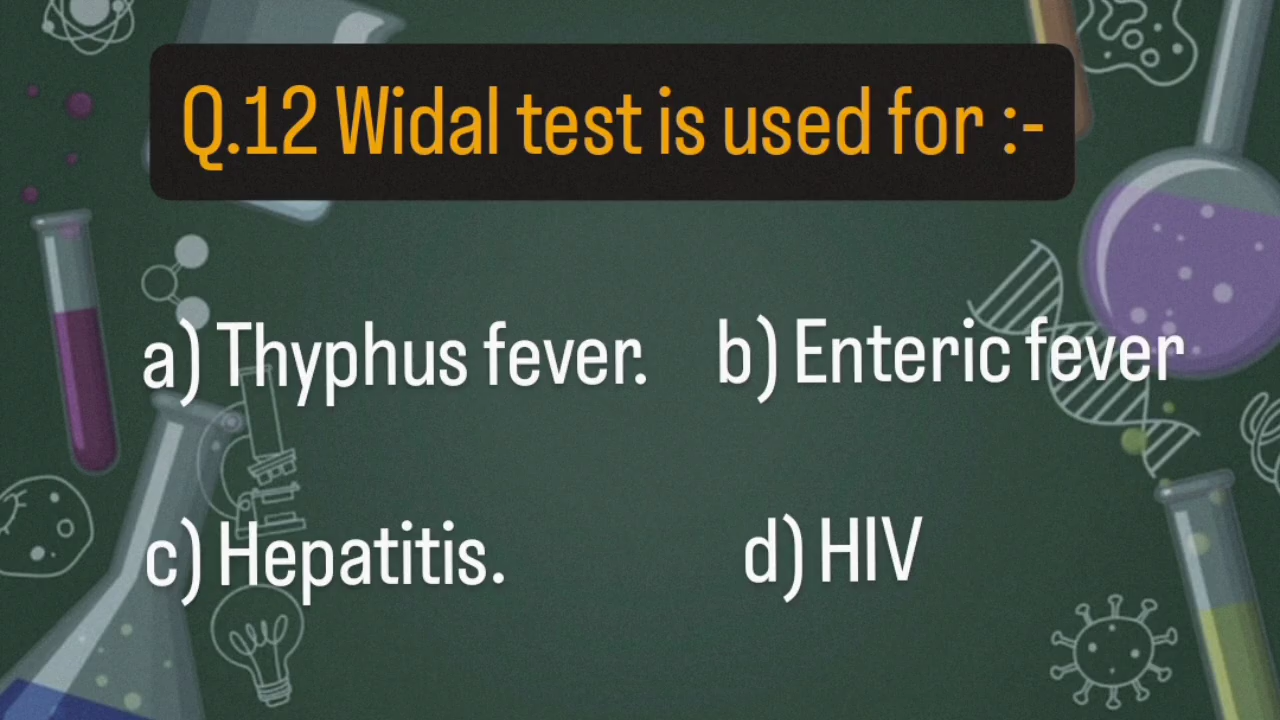 Q.12 Widal test is used for :-
a) Thyphus fever. b) Enteric fever
c) Hepatitis. d) HIV